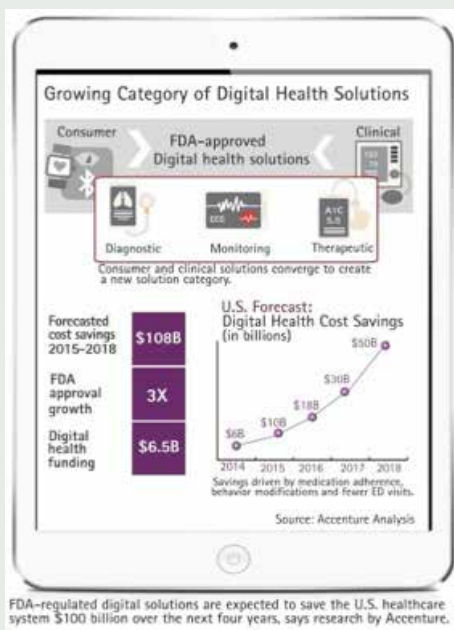 Growing Category of Digital Health Solutions
Consumer
FDA-approved
Digital health solutions
Clinical
ECG
A1C
5.8
Diagnostic
Monitoring
Therapeutic
Consumer and clinical solutions converge to create
a new solution category.
Forecasted
cost savings
2015-2018
$108B
FDA
approval
growth
3X
Digital
health
funding
$6.5B
U.S. Forecast:
Digital Health Cost Savings
(in billions)
$6B
$10B
$18B
$30B
$50B
2014 2015 2016 2017 2018
Savings driven by medication adherence,
behavior modifications and fewer ED visits.
Source: Accenture Analysis
FDA-regulated digital solutions are expected to save the U.S. healthcare
system $100 billion over the next four years, says research by Accenture.